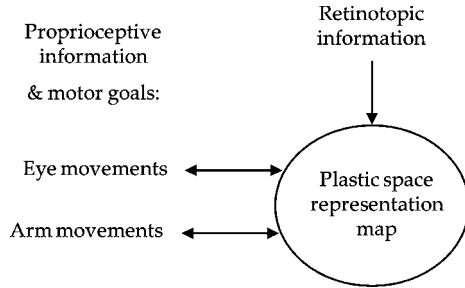 Proprioceptive
information
& motor goals:
Retinotopic
information
Eye movements
Arm movements
Plastic space
representation
map